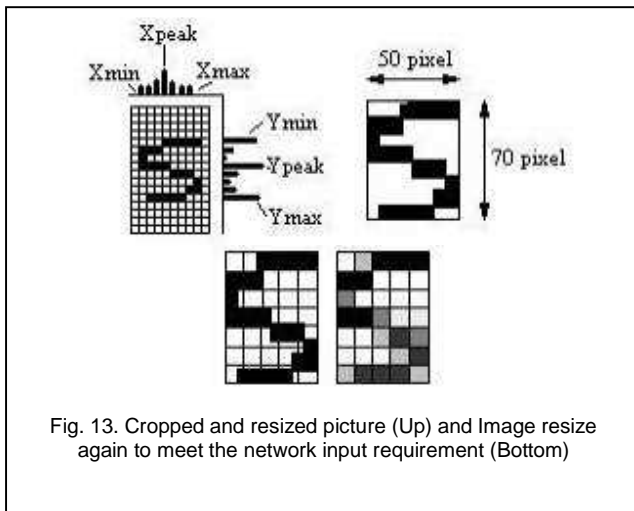 Xpeak
Xmin
Xmax
Ymin
Ypeak
Ymax
50 pixel
70 pixel
Fig. 13. Cropped and resized picture (Up) and Image resize
again to meet the network input requirement (Bottom)